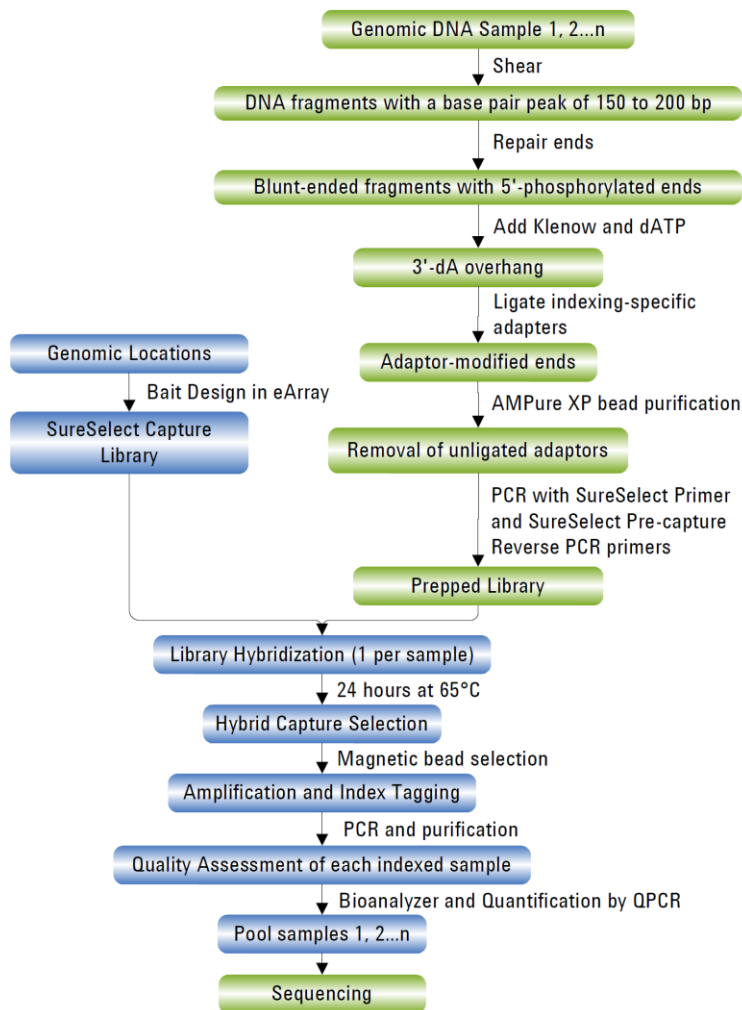 Genomic DNA Sample 1, 2...n
Shear
DNA fragments with a base pair peak of 150 to 200 bp
Repair ends
Blunt-ended fragments with 5'-phosphorylated ends
Add Klenow and dATP
3'-dA overhang
Ligate indexing-specific
adapters
Adaptor-modified ends
AMPure XP bead purification
Removal of unligated adaptors
PCR with SureSelect Primer
and SureSelect Pre-capture
Reverse PCR primers
Prepped Library
Genomic Locations
Bait Design in eArray
SureSelect Capture
Library
Library Hybridization (1 per sample)
24 hours at 65°C
Hybrid Capture Selection
Magnetic bead selection
Amplification and Index Tagging
PCR and purification
Quality Assessment of each indexed sample
Bioanalyzer and Quantification by QPCR
Pool samples 1, 2...n
Sequencing